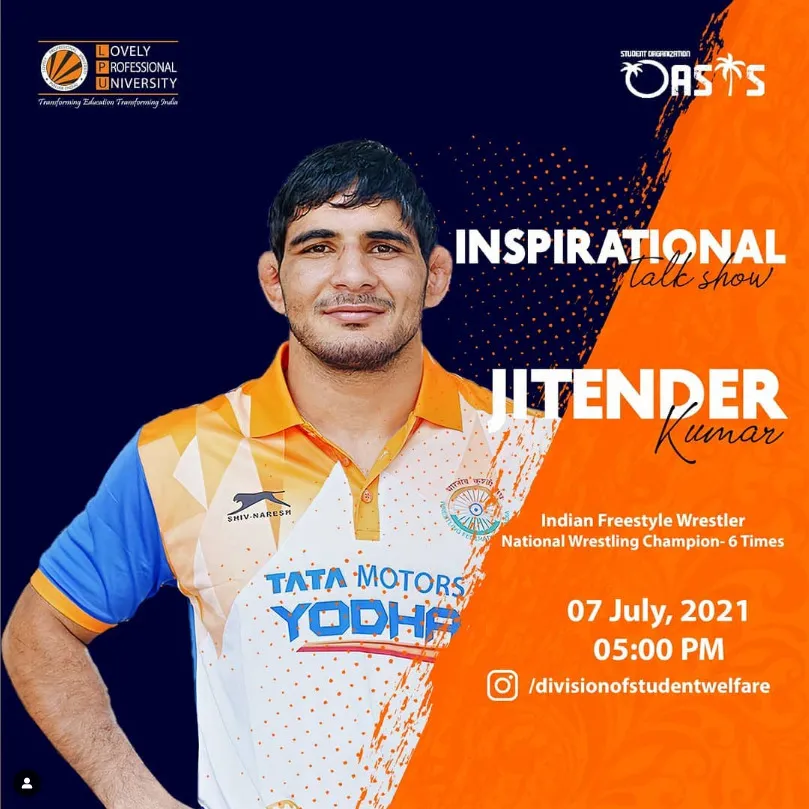 LOVELY
PROFESSIONAL
UNIVERSITY
Transforming Education Transforming India
STUDENT ORGANIZATION
OASIS
INSPIRATIONAL
talk show
JITENDER
Kumar
SHIV-NARESH
भारतीय कुश्ती संघ
TATA MOTORS
YODHA
Indian Freestyle Wrestler
National Wrestling Champion- 6 Times
07 July, 2021
05:00 PM
/divisionofstudentwelfare